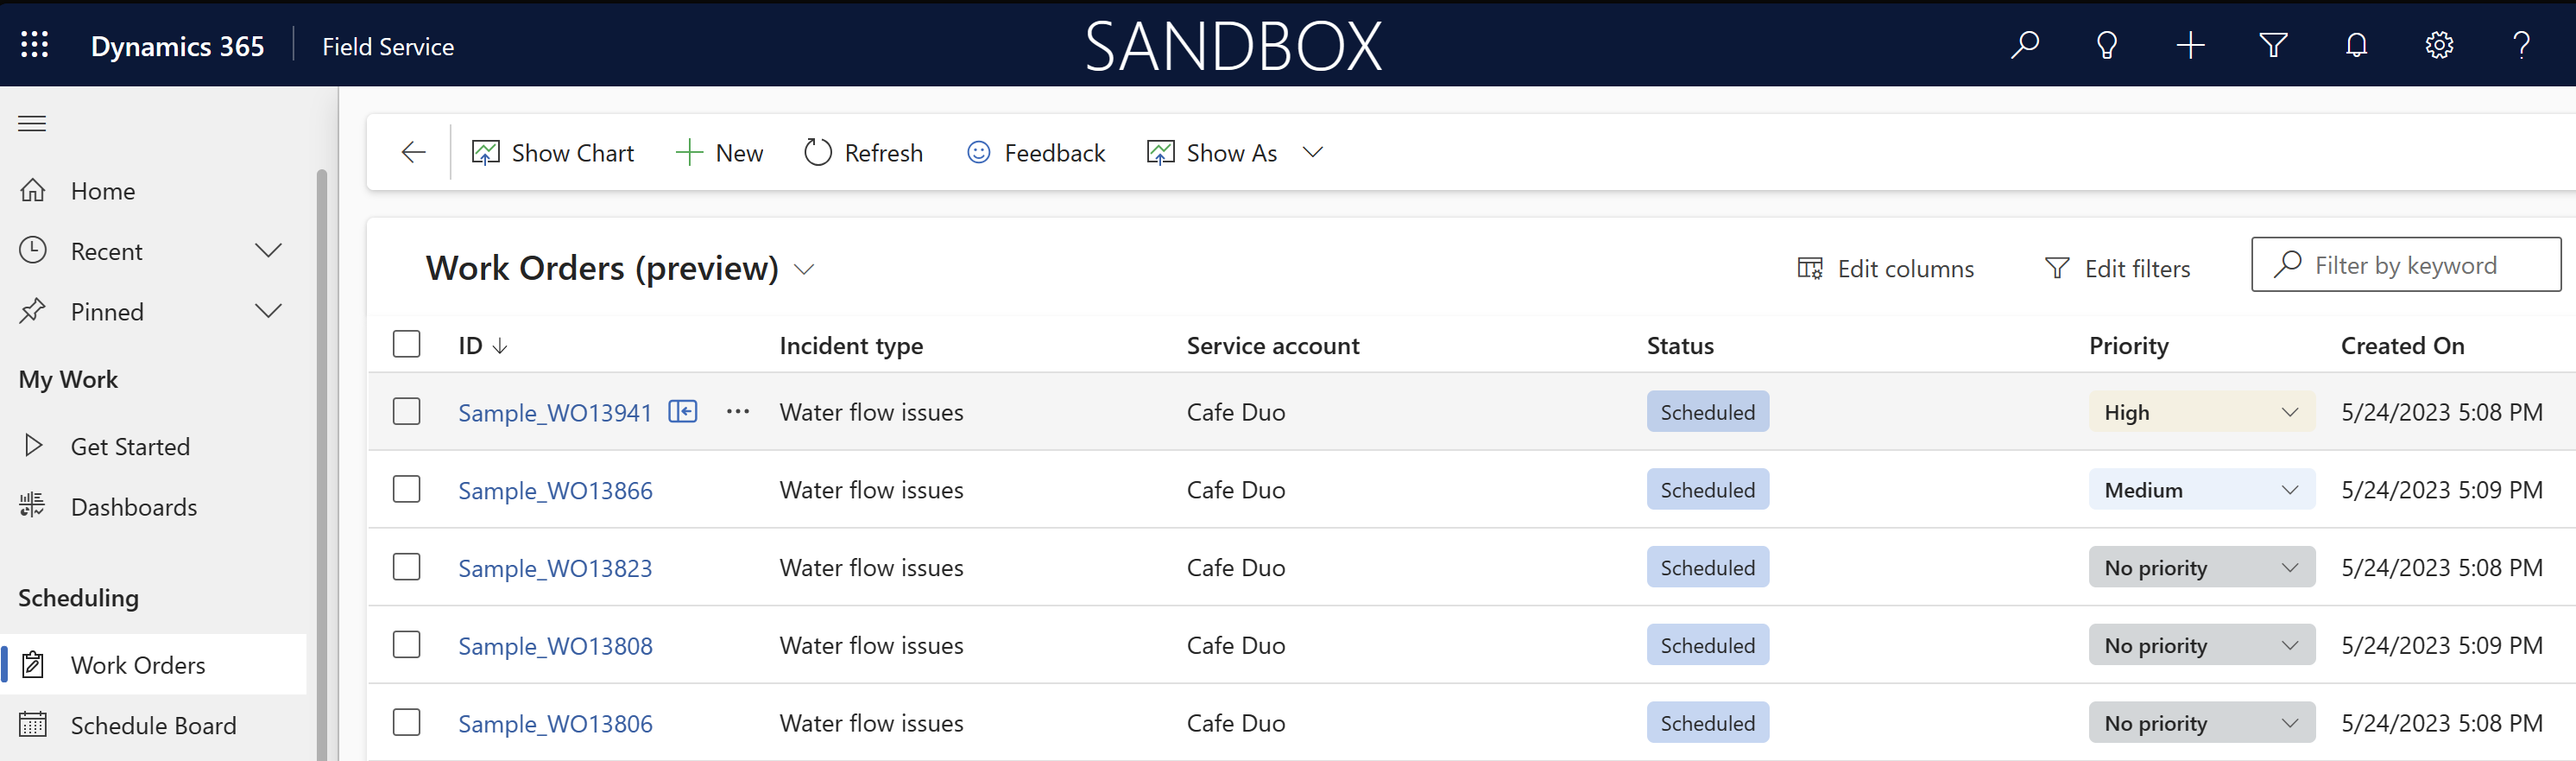 Dynamics 365 Field Service SANDBOX
Show Chart New Refresh Feedback Show As
Home
Recent
Pinned
My Work
Get Started
Dashboards
Scheduling
Work Orders
Schedule Board
Work Orders (preview) Edit columns Edit filters Filter by keyword
ID Incident type Service account Status Priority Created On
Sample_WO13941 Water flow issues Cafe Duo Scheduled High 5/24/2023 5:08 PM
Sample_WO13866 Water flow issues Cafe Duo Scheduled Medium 5/24/2023 5:09 PM
Sample_WO13823 Water flow issues Cafe Duo Scheduled No priority 5/24/2023 5:08 PM
Sample_WO13808 Water flow issues Cafe Duo Scheduled No priority 5/24/2023 5:09 PM
Sample_WO13806 Water flow issues Cafe Duo Scheduled No priority 5/24/2023 5:08 PM